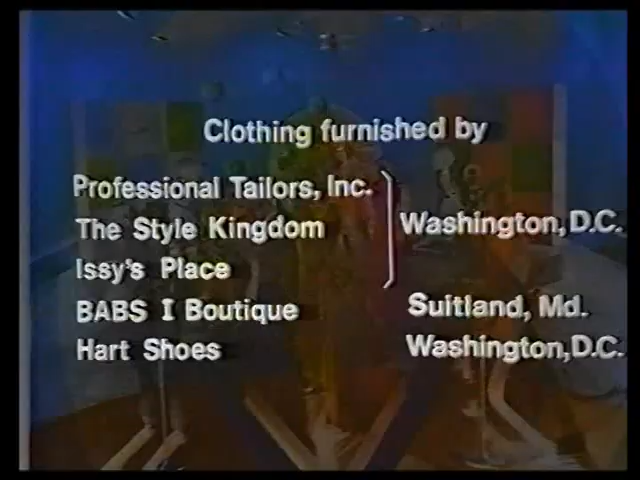 Clothing furnished by
Professional Tailors, Inc.
The Style Kingdom
Issy's Place
Washington, D.C.
BABS I Boutique Suitland, Md.
Hart Shoes Washington, D.C.